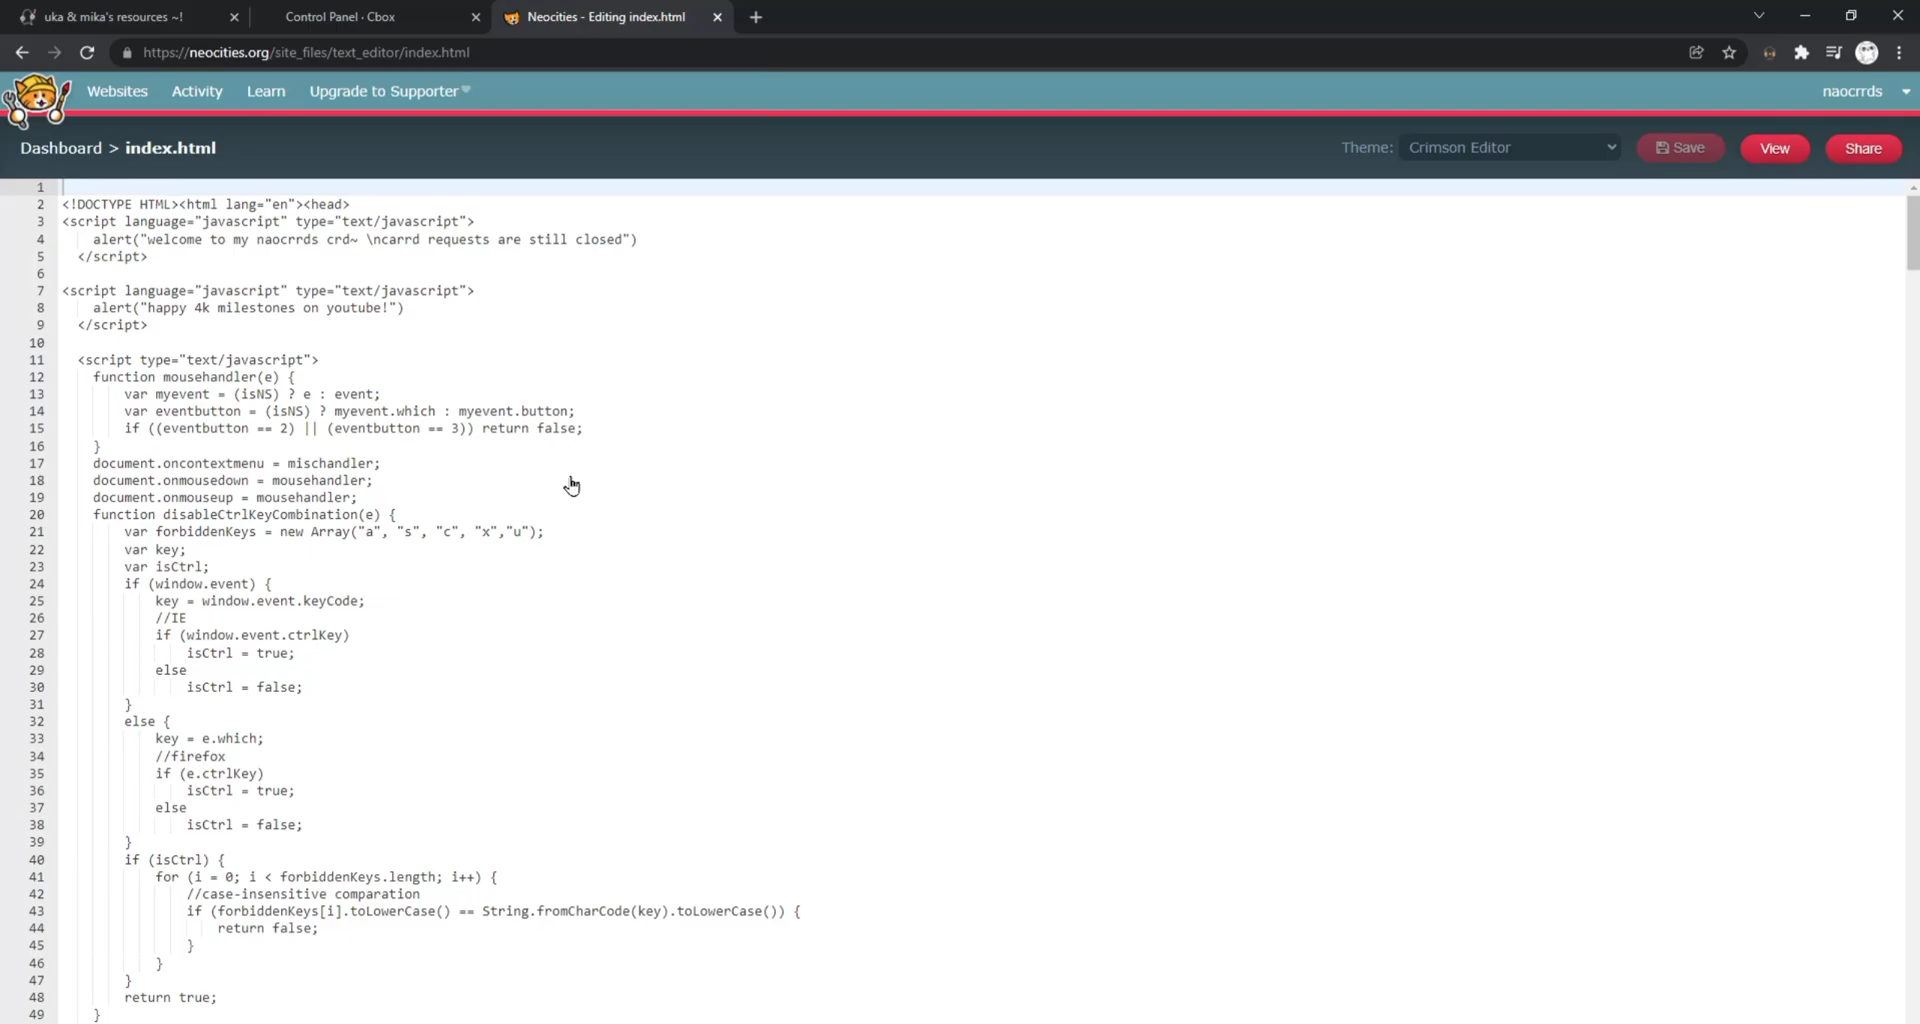 uka & mika's resources ~!
Control Panel · Cbox
Neocities - Editing index.html
https://neocities.org/site_files/text_editor/index.html
Websites Activity Learn Upgrade to Supporter naocrrds
Dashboard > index.html Theme: Crimson Editor Save View Share
1
2 <!DOCTYPE HTML><html lang="en"><head>
3 <script language="javascript" type="text/javascript">
4 alert("welcome to my naocrrds crd~ \ncarrd requests are still closed")
5 </script>
6
7 <script language="javascript" type="text/javascript">
8 alert("happy 4k milestones on youtube!")
9 </script>
10
11 <script type="text/javascript">
12 function mousehandler(e) {
13 var myevent = (isNS) ? e : event;
14 var eventbutton = (isNS) ? myevent.which : myevent.button;
15 if ((eventbutton == 2) || (eventbutton == 3)) return false;
16 }
17 document.oncontextmenu = mischandler;
18 document.onmousedown = mousehandler;
19 document.onmouseup = mousehandler;
20 function disableCtrlKeyCombination(e) {
21 var forbiddenKeys = new Array("a", "s", "c", "x","u");
22 var key;
23 var isCtrl;
24 if (window.event) {
25 key = window.event.keyCode;
26 //IE
27 if (window.event.ctrlKey)
28 isCtrl = true;
29 else
30 isCtrl = false;
31 }
32 else {
33 key = e.which;
34 //firefox
35 if (e.ctrlKey)
36 isCtrl = true;
37 else
38 isCtrl = false;
39 }
40 if (isCtrl) {
41 for (i = 0; i < forbiddenKeys.length; i++) {
42 //case-insensitive comparation
43 if (forbiddenKeys[i].toLowerCase() == String.fromCharCode(key).toLowerCase()) {
44 return false;
45 }
46 }
47 }
48 return true;
49 }